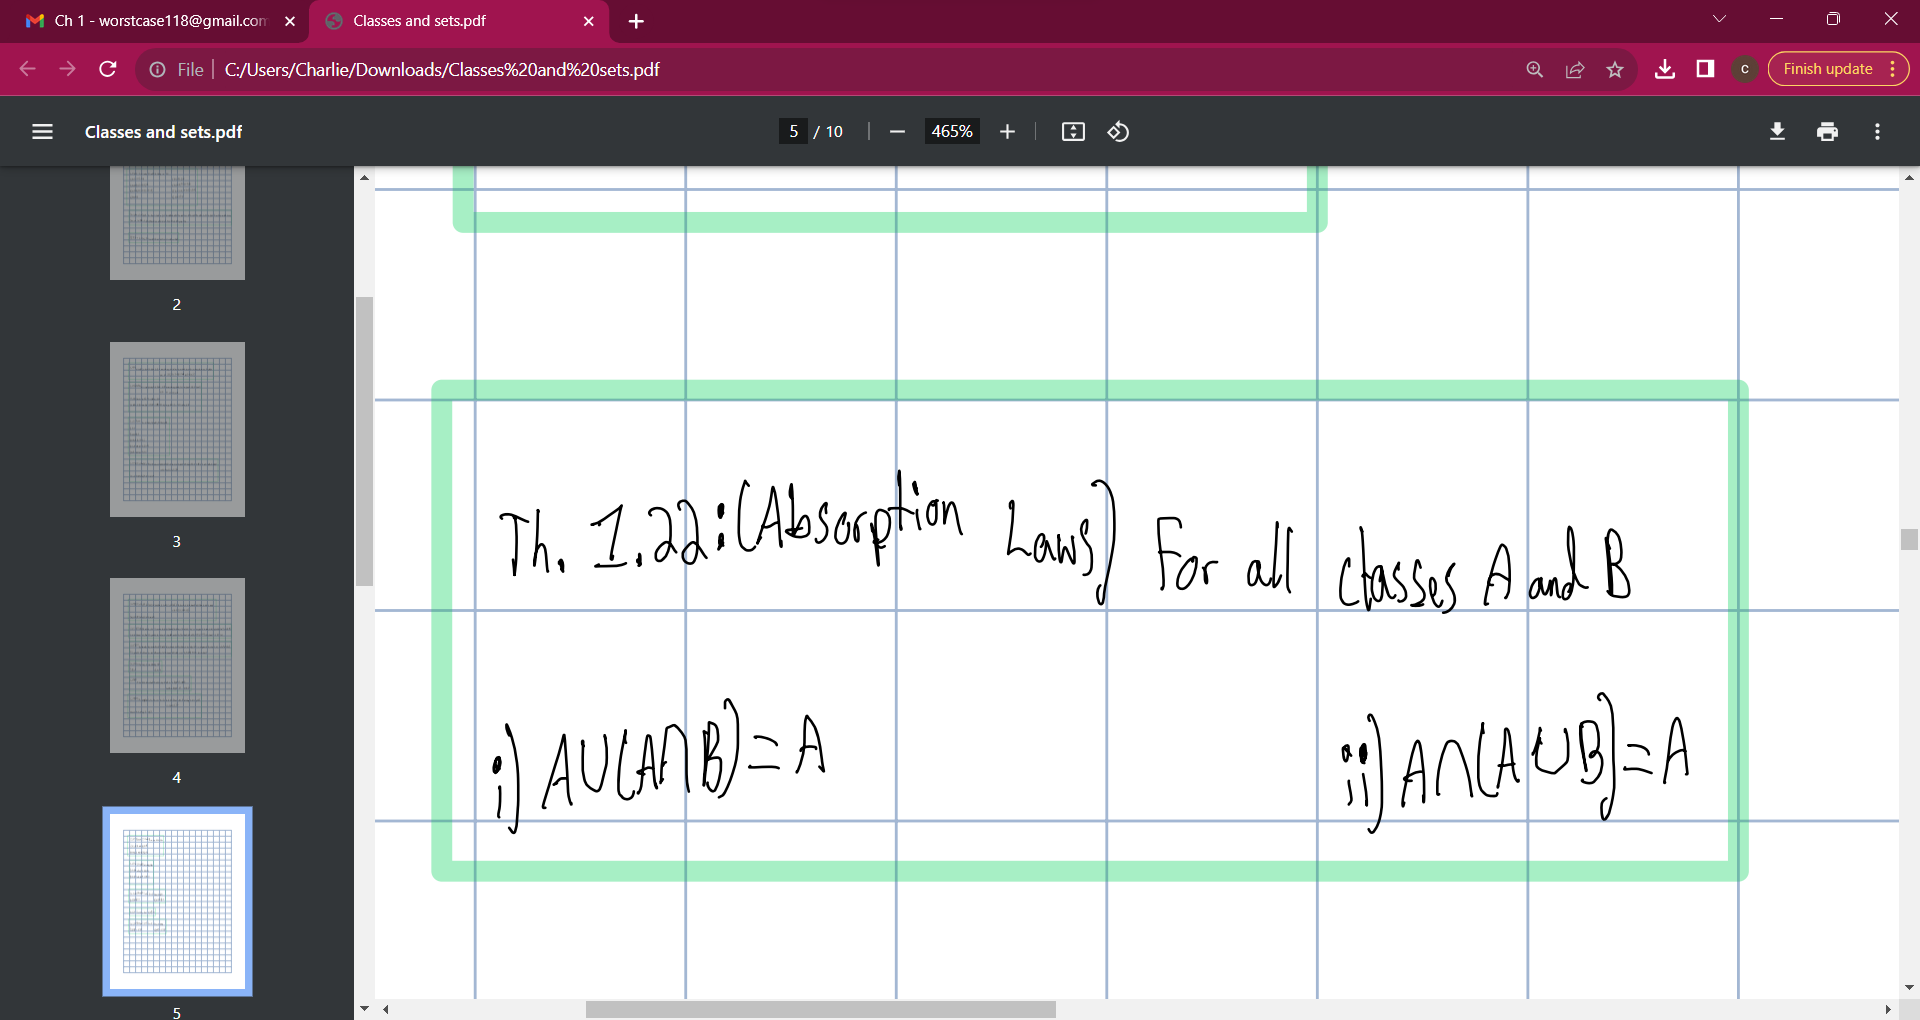 Ch 1 - worstcase118@gmail.com
Classes and sets.pdf
File
C:/Users/Charlie/Downloads/Classes%20and%20sets.pdf
C
Finish update
Classes and sets.pdf
5 / 10
465%
2
3
4
5
Th. 1.22:(Absorption Laws) For all classes A and B
i) A∪(A∩B)=A
ii) A∩(A∪B)=A